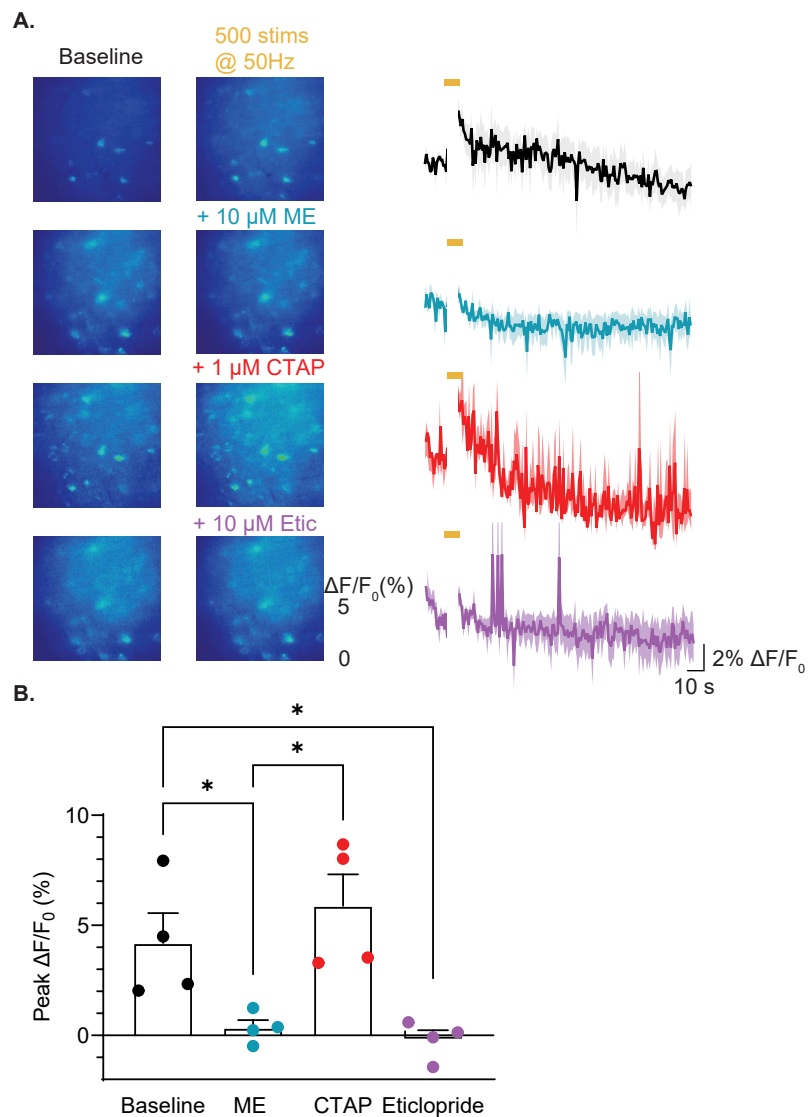 A.
Baseline
500 stims
@ 50Hz
+ 10 µM ME
+ 1 µM CTAP
+ 10 µM Etic
ΔF/F0(%)
5
0
2% ΔF/F0
10 s
B.
*
*
*
10
5
0
Peak ΔF/F0 (%)
Baseline ME CTAP Eticlopride